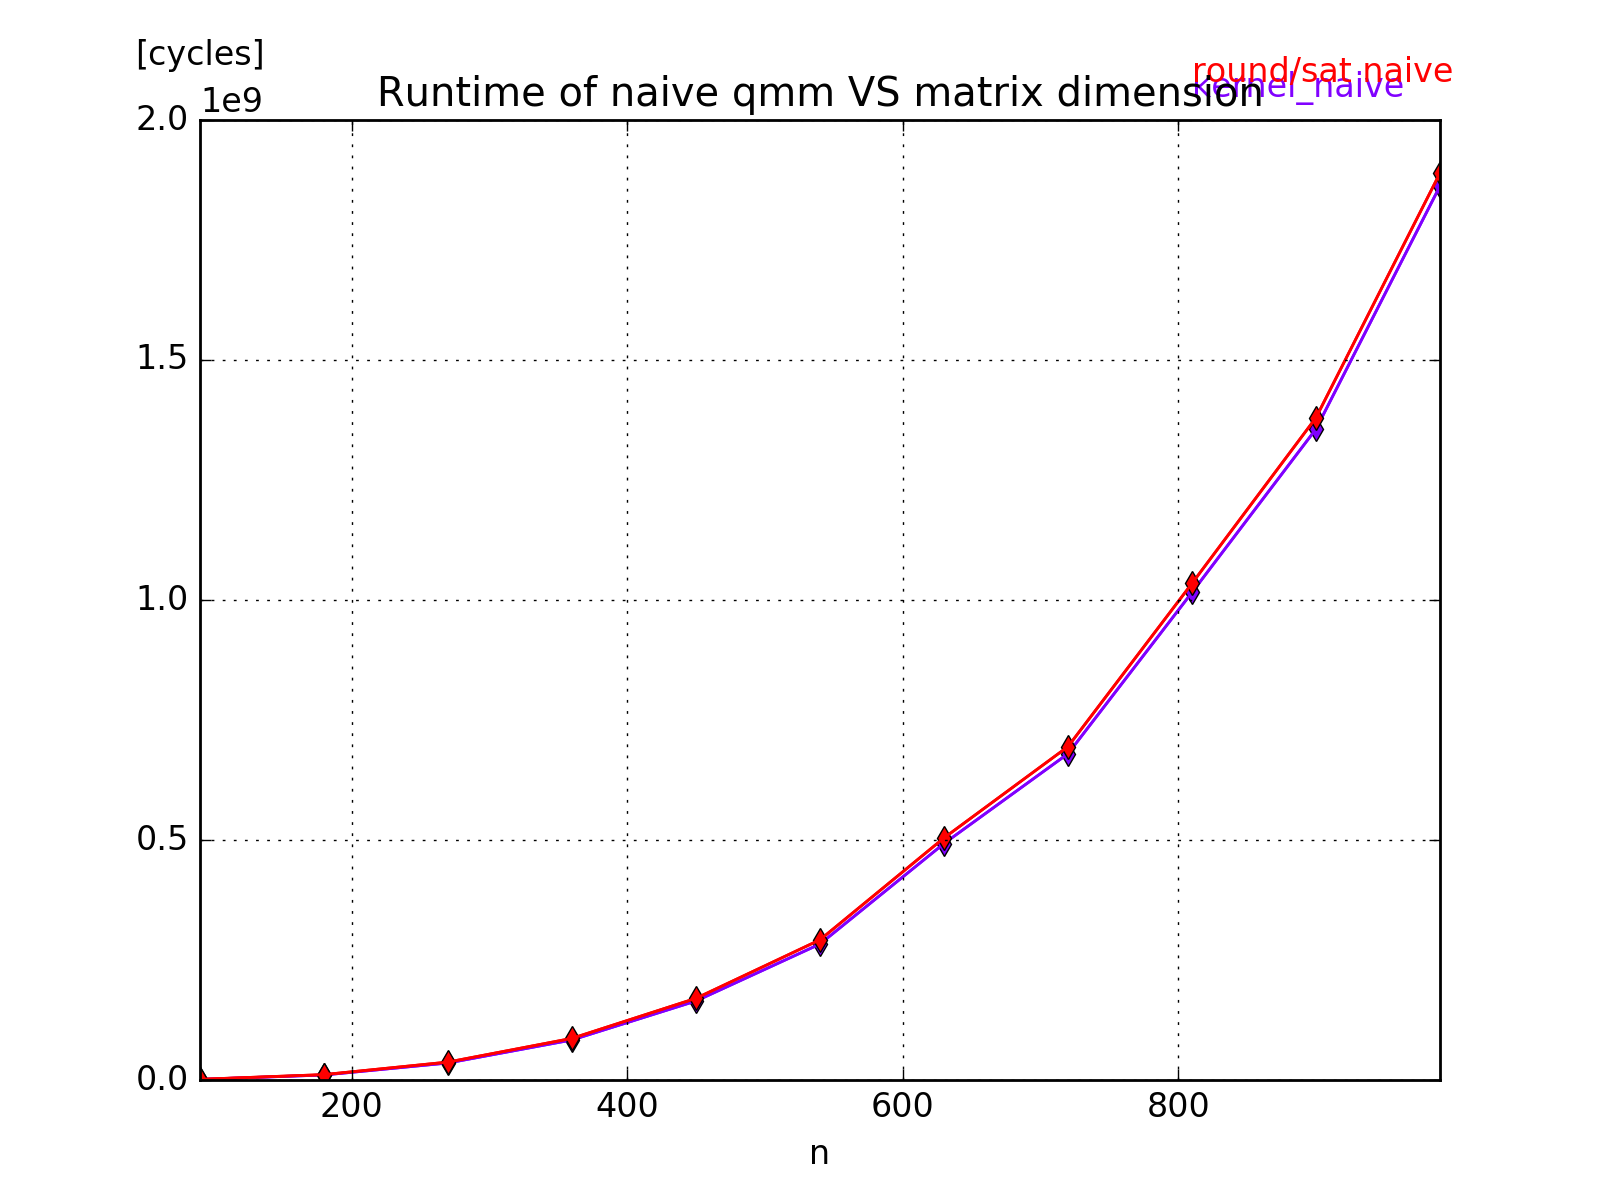 [cycles]
round/sat naive
kernel_naive
Runtime of naive qmm VS matrix dimension
1e9
2.0
1.5
1.0
0.5
0.0
200 400 600 800
n